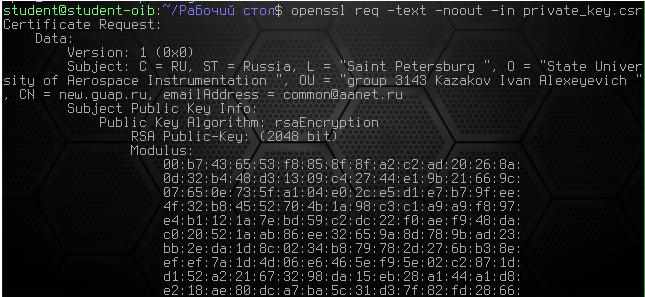 student@student-oib:~/Рабочий стол$ openssl req -text -noout -in private_key.csr
Certificate Request:
Data:
Version: 1 (0x0)
Subject: C = RU, ST = Russia, L = "Saint Petersburg ", O = "State Univer
sity of Aerospace Instrumentation ", OU = "group 3143 Kazakov Ivan Alexeyevich "
, CN = new.guap.ru, emailAddress = common@aanet.ru
Subject Public Key Info:
Public Key Algorithm: rsaEncryption
RSA Public-Key: (2048 bit)
Modulus:
00:b7:43:65:53:f8:85:8f:8f:a2:c2:ad:20:26:8a:
0d:32:b4:48:d3:13:09:c4:27:44:e1:9b:21:66:9c:
07:65:0e:73:5f:a1:04:e0:2c:e5:d1:e7:b7:9f:ee:
4f:32:b8:45:52:70:4b:1a:98:c3:c1:a9:a9:f8:97:
e4:b1:12:1a:7e:bd:59:c2:dc:22:f0:ae:f9:48:da:
c0:20:52:1a:ab:86:ee:32:65:9a:8d:78:9b:ad:23:
bb:2e:da:1d:8c:02:34:b8:79:78:2d:27:6b:b3:8e:
ef:ef:7a:1d:4d:06:e6:46:5e:f9:5e:02:c2:87:1d:
d1:52:a2:21:67:32:98:da:15:eb:28:a1:44:a1:d8:
e2:18:ae:80:dc:a7:ba:5c:31:d3:7f:82:fd:28:66: